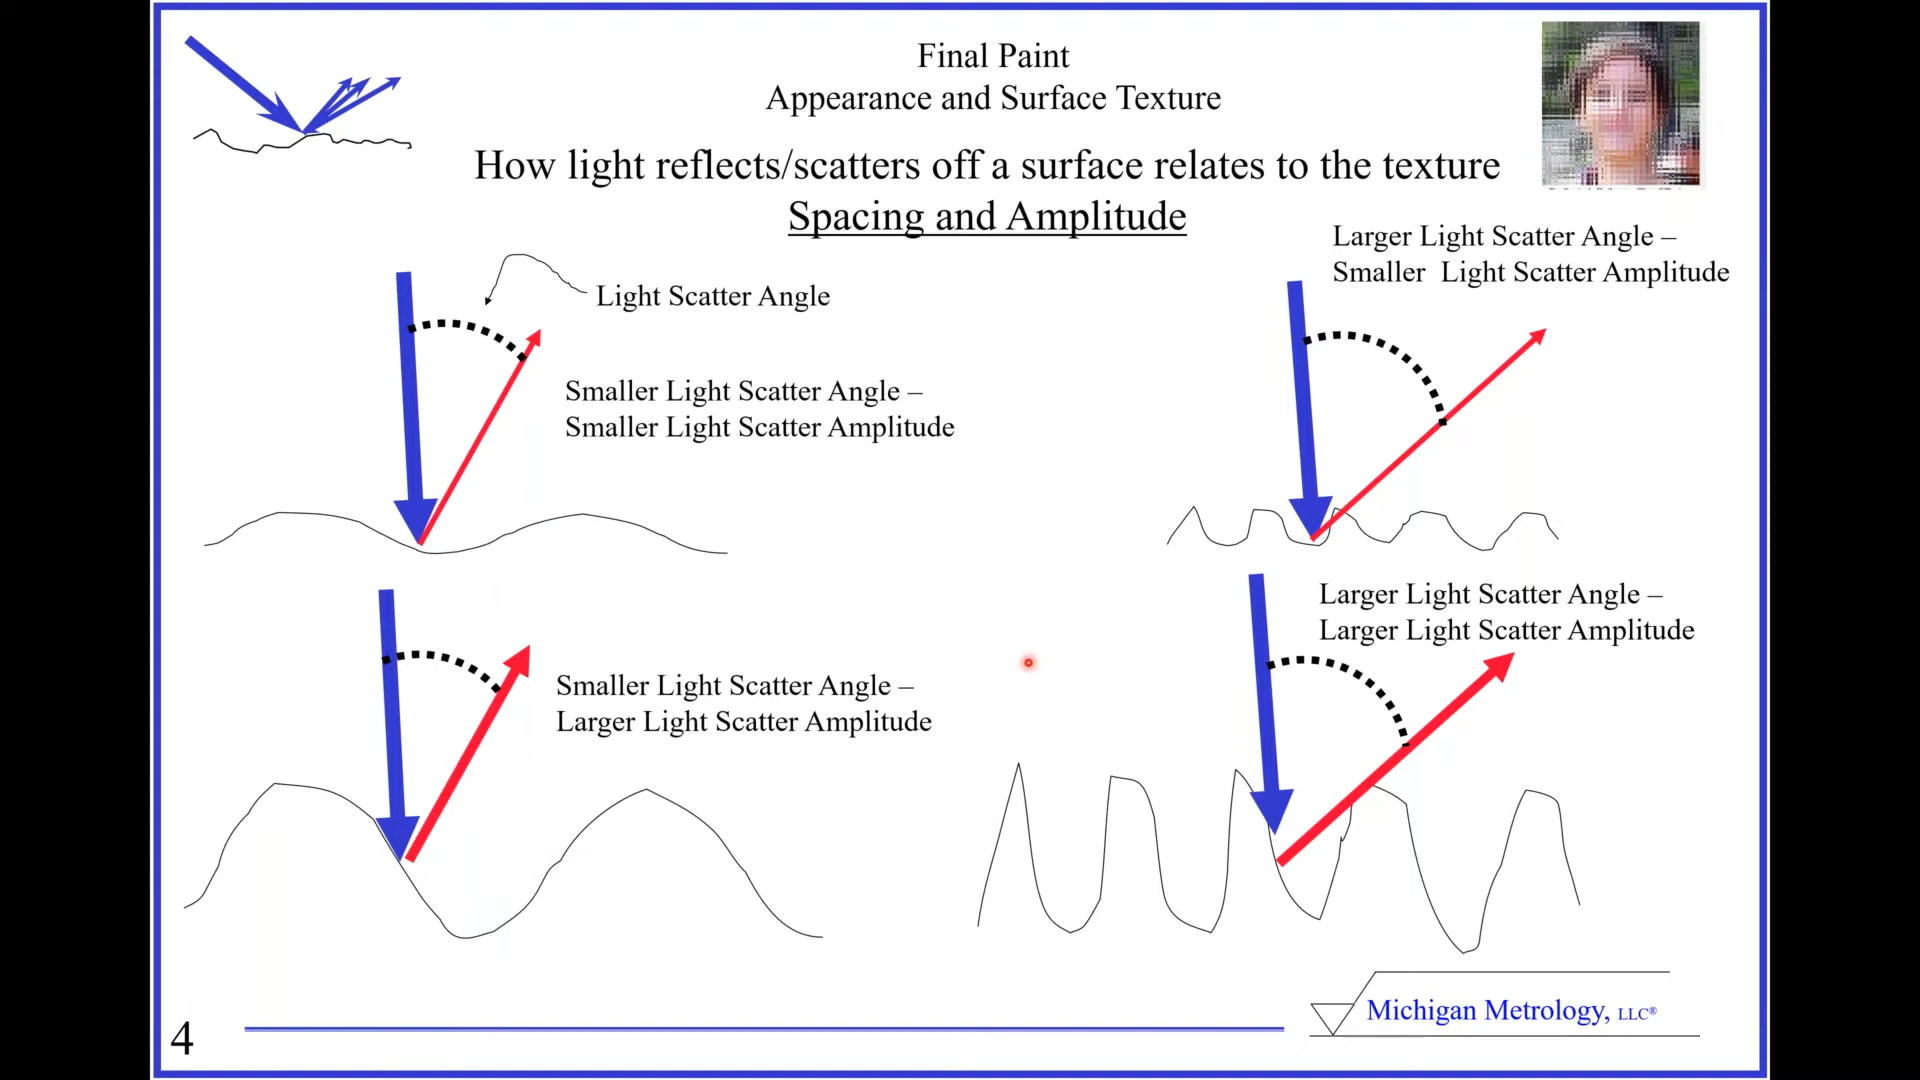 Final Paint
Appearance and Surface Texture
How light reflects/scatters off a surface relates to the texture
Spacing and Amplitude
Light Scatter Angle
Smaller Light Scatter Angle –
Smaller Light Scatter Amplitude
Larger Light Scatter Angle –
Smaller Light Scatter Amplitude
Smaller Light Scatter Angle –
Larger Light Scatter Amplitude
Larger Light Scatter Angle –
Larger Light Scatter Amplitude
4
Michigan Metrology, LLC®